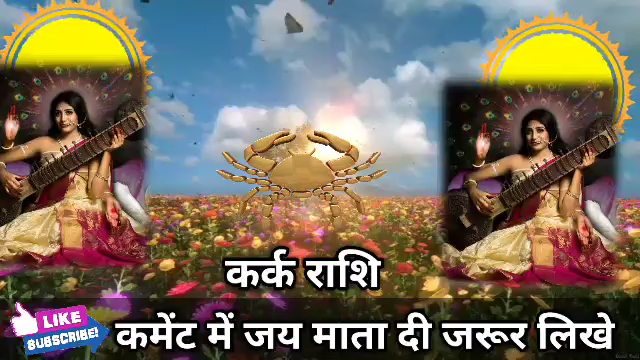 कर्क राशि
LIKE
SUBSCRIBE!
कमेंट में जय माता दी जरूर लिखे